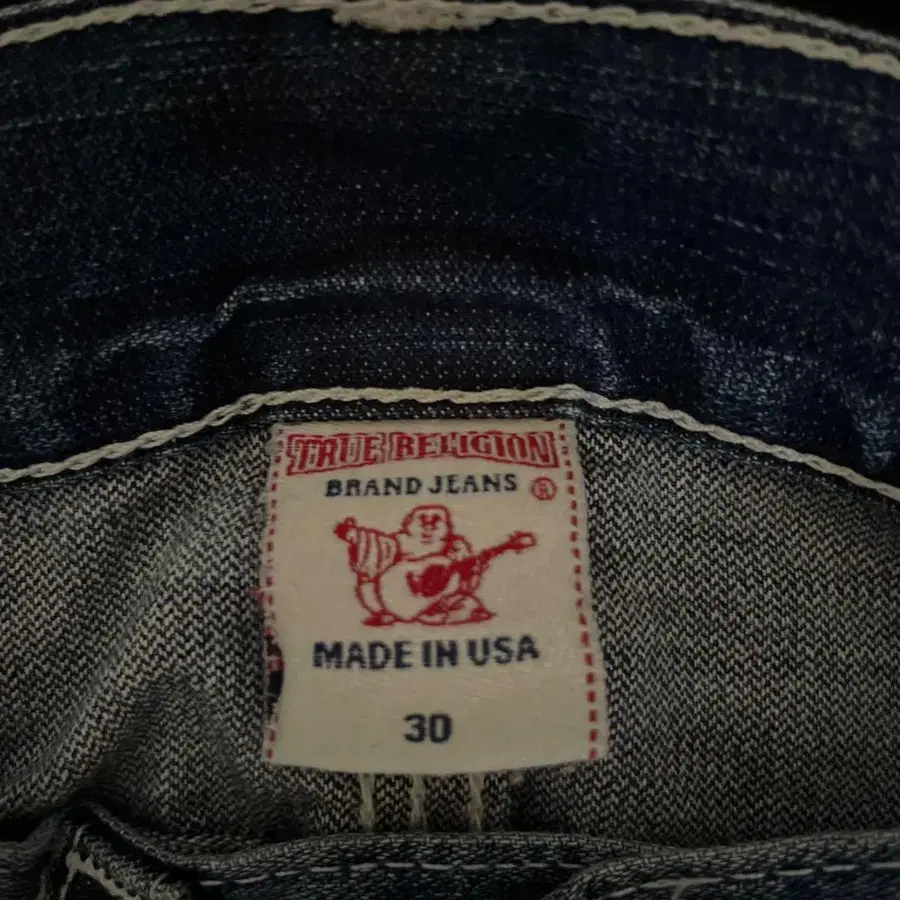 TRUE RELIGION
BRAND JEANS ®
MADE IN USA
30